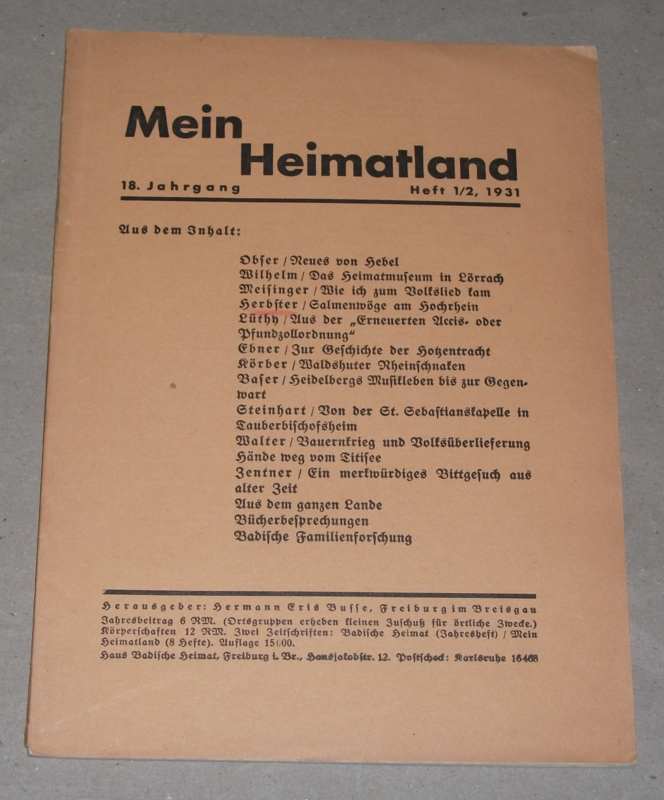 Mein
Heimatland
18. Jahrgang Heft 1/2, 1931
Aus dem Inhalt:
Obser / Neues von Hebel
Wilhelm / Das Heimatmuseum in Lörrach
Meisinger / Wie ich zum Volkslied kam
Herbster / Salmenwöge am Hochrhein
Lüthy / Aus der „Erneuerten Accis- oder
Pfundzollordnung“
Ebner / Zur Geschichte der Hotzentracht
Körber / Waldshuter Rheinschnaken
Baser / Heidelbergs Musikleben bis zur Gegen-
wart
Steinhart / Von der St. Sebastianskapelle in
Tauberbischofsheim
Walter / Bauernkrieg und Volksüberlieferung
Hände weg vom Titisee
Zentner / Ein merkwürdiges Bittgesuch aus
alter Zeit
Aus dem ganzen Lande
Bücherbesprechungen
Badische Familienforschung
Herausgeber: Hermann Eris Busse, Freiburg im Breisgau
Jahresbeitrag 6 RM. (Ortsgruppen erheben kleinen Zuschuß für örtliche Zwecke.)
Körperschaften 12 RM. Zwei Zeitschriften: Badische Heimat (Jahresheft) / Mein
Heimatland (8 Hefte). Auflage 15000.
Haus Badische Heimat, Freiburg i. Br., Hansjakobstr. 12. Postscheck: Karlsruhe 16468